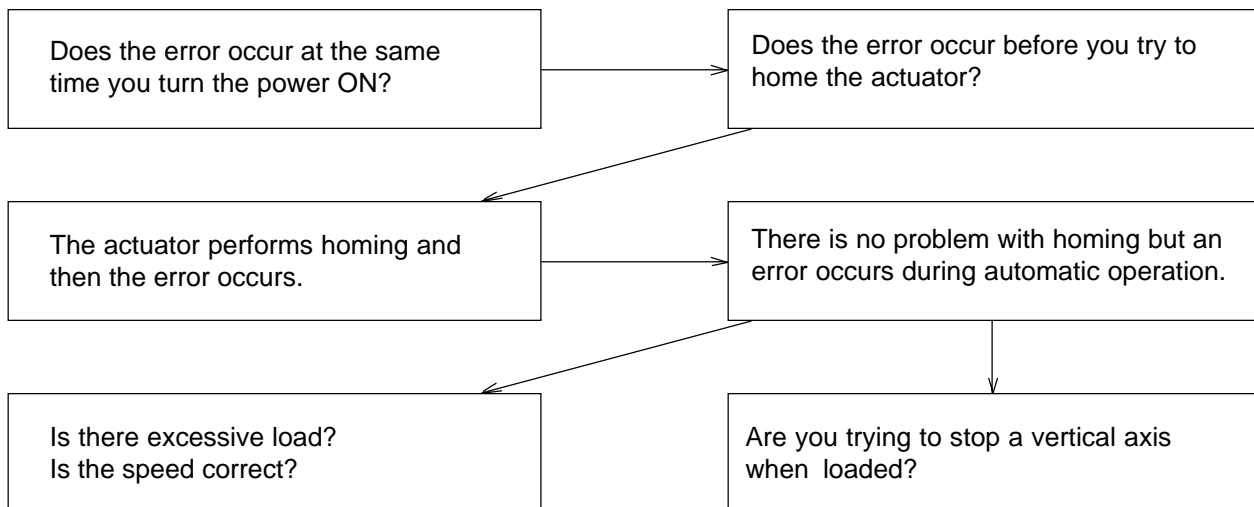 Does the error occur at the same
time you turn the power ON?
Does the error occur before you try to
home the actuator?
The actuator performs homing and
then the error occurs.
There is no problem with homing but an
error occurs during automatic operation.
Is there excessive load?
Is the speed correct?
Are you trying to stop a vertical axis
when  loaded?